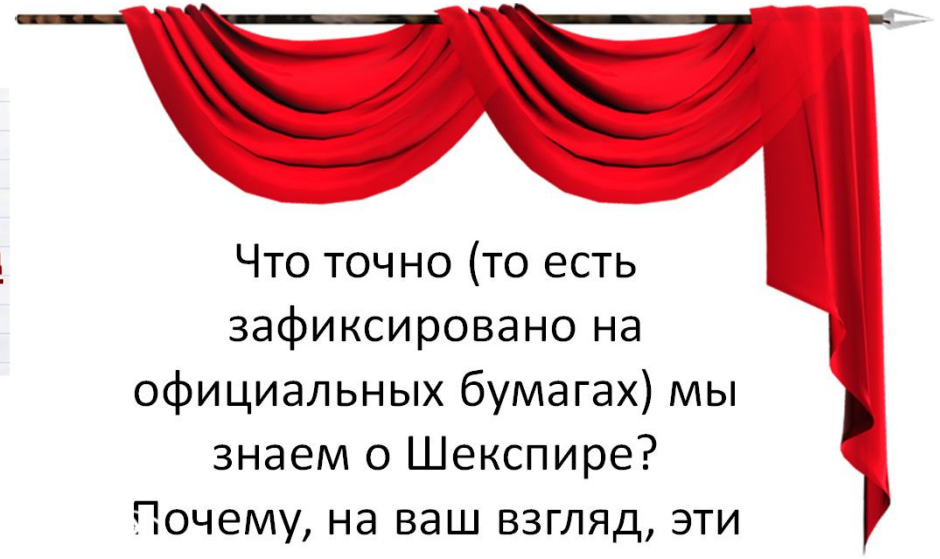 Что точно (то есть
зафиксировано на
официальных бумагах) мы
знаем о Шекспире?
Почему, на ваш взгляд, эти